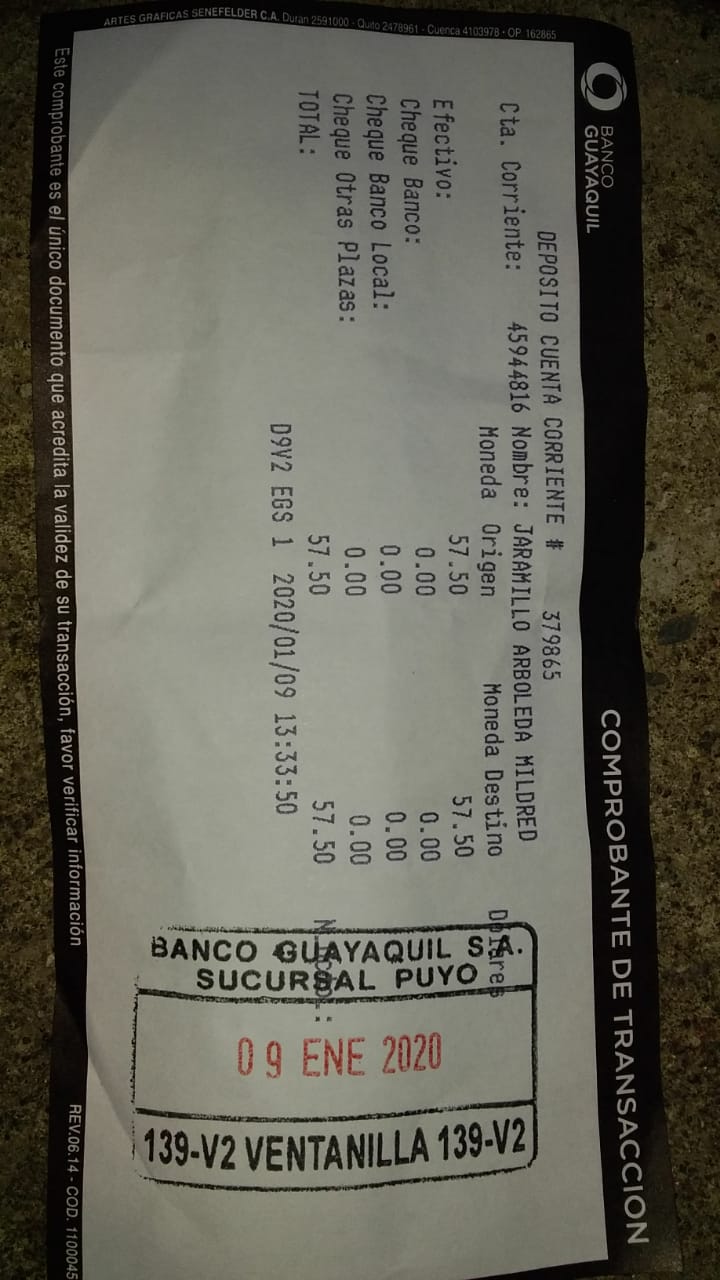 BANCO
GUAYAQUIL
COMPROBANTE DE TRANSACCION
DEPOSITO CUENTA CORRIENTE # 379865
Cta. Corriente: 45944816 Nombre: JARAMILLO ARBOLEDA MILDRED
Moneda Origen Moneda Destino Dólares
Efectivo: 57.50 57.50
Cheque Banco: 0.00 0.00
Cheque Banco Local: 0.00 0.00
Cheque Otras Plazas: 0.00 0.00
TOTAL: 57.50 57.50
D9V2 EGS 1 2020/01/09 13:33:50
BANCO GUAYAQUIL S.A.
SUCURSAL PUYO
09 ENE 2020
139-V2 VENTANILLA 139-V2
ARTES GRAFICAS SENEFELDER C.A. Duran 2591000 - Quito 2478961 - Cuenca 4103978 - OP 162865
Este comprobante es el único documento que acredita la validez de su transacción, favor verificar información
REV.06.14 - COD. 1100045